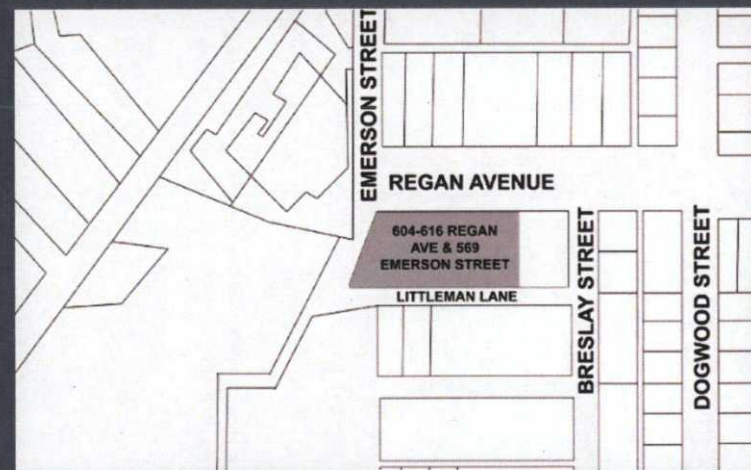 EMERSON STREET
REGAN AVENUE
604-616 REGAN
AVE & 569
EMERSON STREET
LITTLEMAN LANE
BRESLAY STREET
DOGWOOD STREET